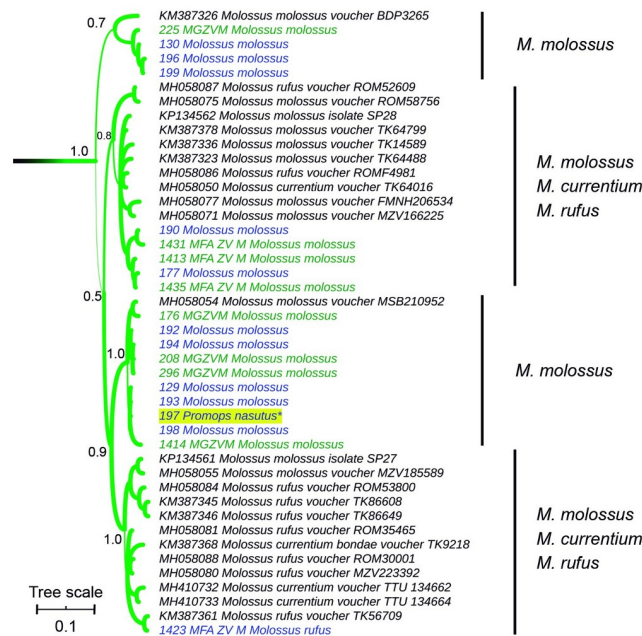 0.7
KM387326 Molossus molossus voucher BDP3265
225 MGZVM Molossus molossus
130 Molossus molossus
196 Molossus molossus
199 Molossus molossus
M. molossus
MH058087 Molossus rufus voucher ROM52609
MH058075 Molossus molossus voucher ROM58756
KP134562 Molossus molossus isolate SP28
0.8
KM387378 Molossus molossus voucher TK64799
KM387336 Molossus molossus voucher TK14589
1.0
KM387323 Molossus molossus voucher TK64488
MH058086 Molossus rufus voucher ROMF4981
MH058050 Molossus currentium voucher TK64016
MH058077 Molossus molossus voucher FMNH206534
MH058071 Molossus molossus voucher MZV166225
190 Molossus molossus
1431 MFA ZV M Molossus molossus
1413 MFA ZV M Molossus molossus
177 Molossus molossus
1435 MFA ZV M Molossus molossus
M. molossus
M. currentium
M. rufus
0.5
MH058054 Molossus molossus voucher MSB210952
176 MGZVM Molossus molossus
192 Molossus molossus
194 Molossus molossus
1.0
208 MGZVM Molossus molossus
296 MGZVM Molossus molossus
129 Molossus molossus
193 Molossus molossus
197 Promops nasutus*
198 Molossus molossus
1414 MGZVM Molossus molossus
M. molossus
0.9
KP134561 Molossus molossus isolate SP27
MH058055 Molossus molossus voucher MZV185589
MH058084 Molossus rufus voucher ROM53800
KM387345 Molossus rufus voucher TK86608
KM387346 Molossus rufus voucher TK86649
MH058081 Molossus rufus voucher ROM35465
1.0
KM387368 Molossus currentium bondae voucher TK9218
MH058088 Molossus rufus voucher ROM30001
MH058080 Molossus rufus voucher MZV223392
MH410732 Molossus currentium voucher TTU 134662
MH410733 Molossus currentium voucher TTU 134664
KM387361 Molossus rufus voucher TK56709
1423 MFA ZV M Molossus rufus
M. molossus
M. currentium
M. rufus
Tree scale
0.1